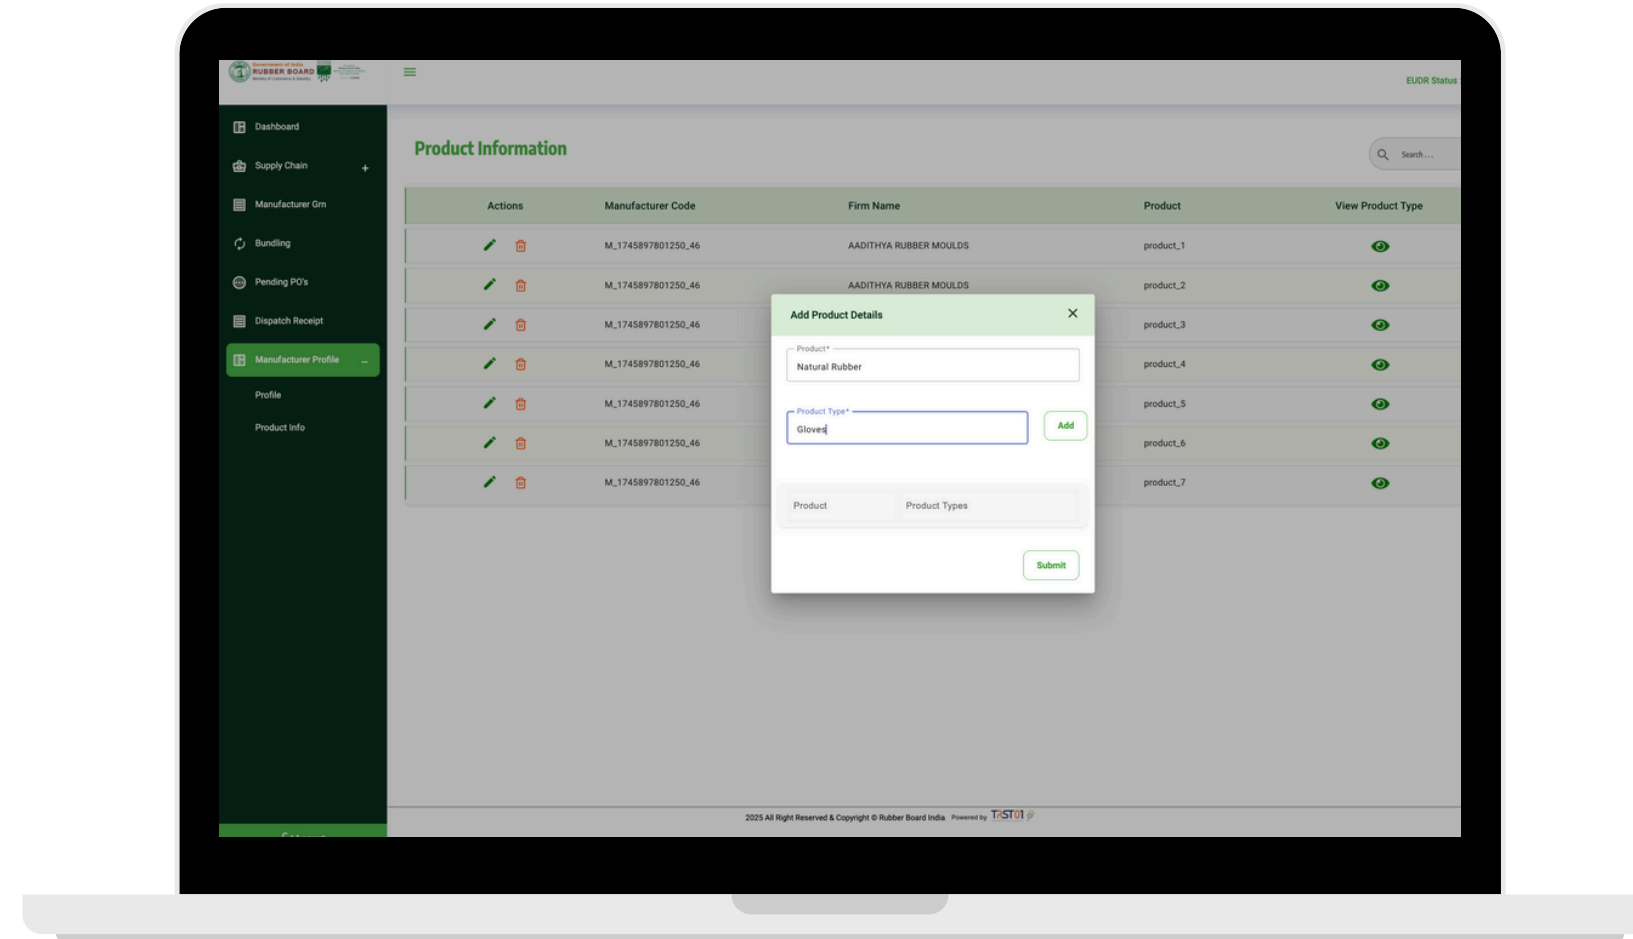 Government of India
RUBBER BOARD
Ministry of Commerce & Industry
EUDR Status
Dashboard
Supply Chain +
Manufacturer Grn
Bundling
Pending PO's
Dispatch Receipt
Manufacturer Profile –
Profile
Product Info
Product Information
Search ...
Actions Manufacturer Code Firm Name Product View Product Type
M_1745897801250_46 AADITHYA RUBBER MOULDS product_1
M_1745897801250_46 AADITHYA RUBBER MOULDS product_2
M_1745897801250_46 product_3
M_1745897801250_46 product_4
M_1745897801250_46 product_5
M_1745897801250_46 product_6
M_1745897801250_46 product_7
Add Product Details ×
Product*
Natural Rubber
Product Type*
Gloves
Add
Product Product Types
Submit
2025 All Right Reserved & Copyright © Rubber Board India Powered by